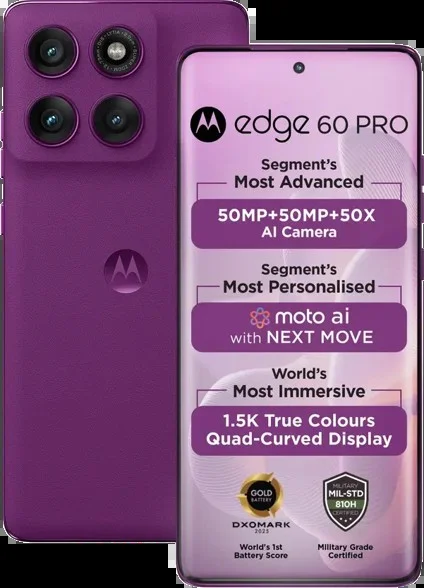 edge 60 PRO
Segment's
Most Advanced
50MP+50MP+50X
AI Camera
Segment's
Most Personalised
moto ai
with NEXT MOVE
World's
Most Immersive
1.5K True Colours
Quad-Curved Display
GOLD
BATTERY
DXOMARK
World's 1st
Battery Score
MILITARY
MIL-STD
810H
CERTIFIED
Military Grade
Certified